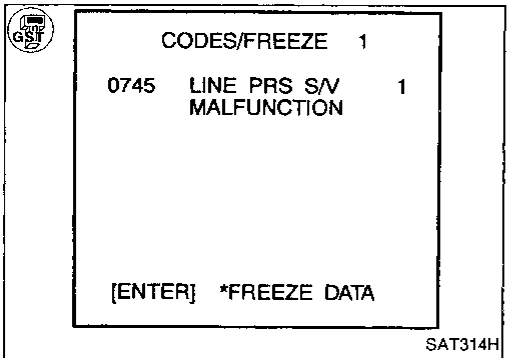 GST
CODES/FREEZE 1
0745 LINE PRS S/V 1
MALFUNCTION
[ENTER] *FREEZE DATA
SAT314H